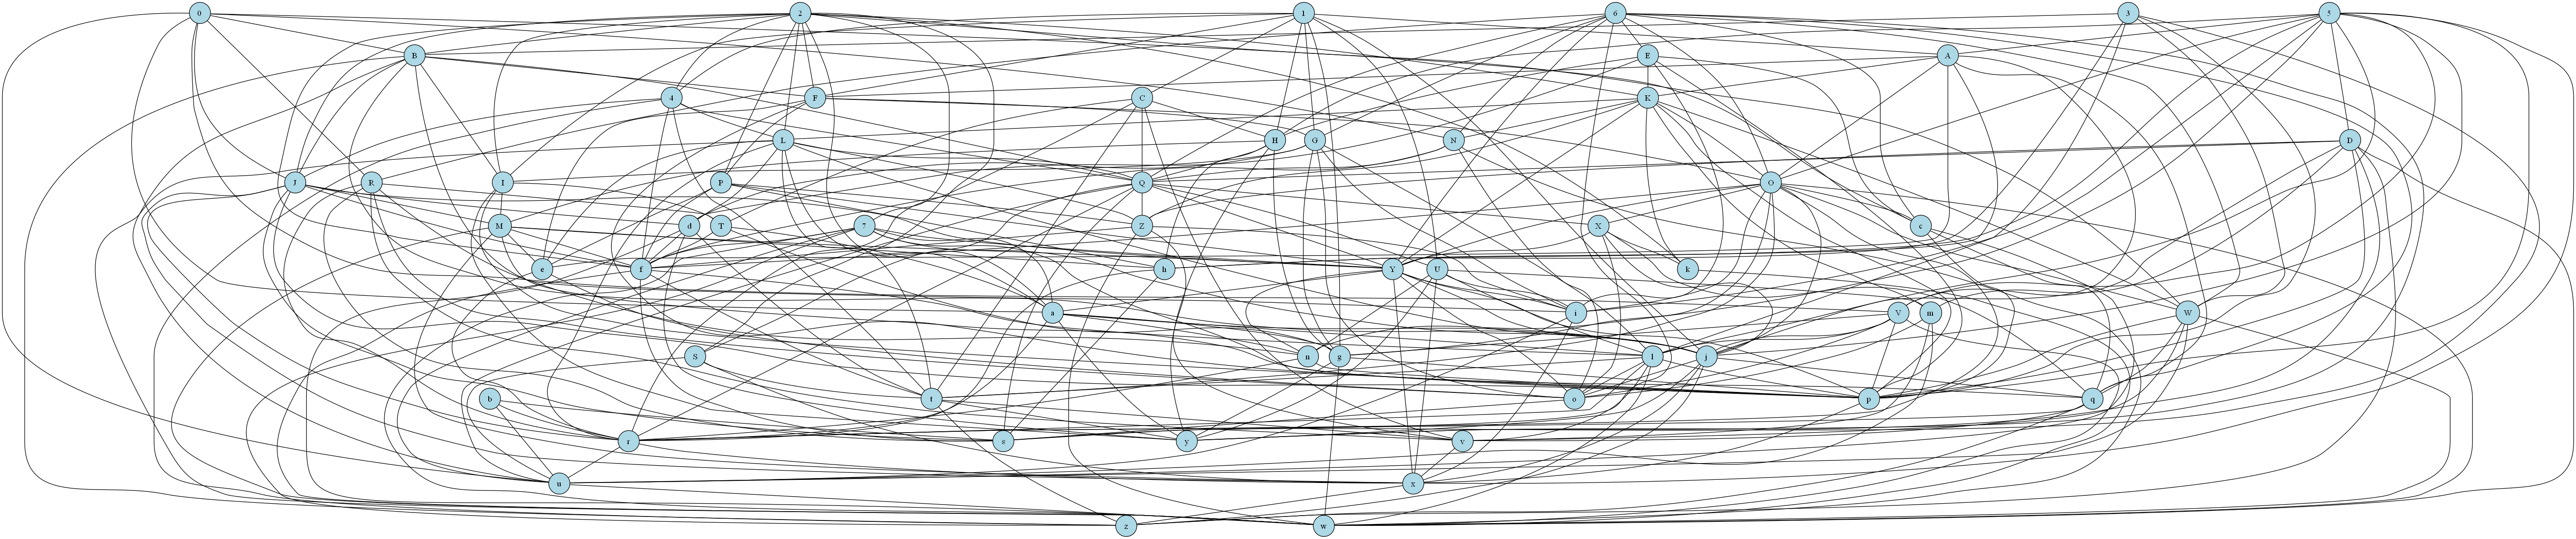 0 2 1 6 3 5
B E A
4 F C K
L H G N D
J R I P Q O
M d T 7 Z X c
e f h Y U k
a i V m W
S n g l j
b t o p q
r s y v
u x
z w